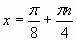 x = π/8 + πn/4